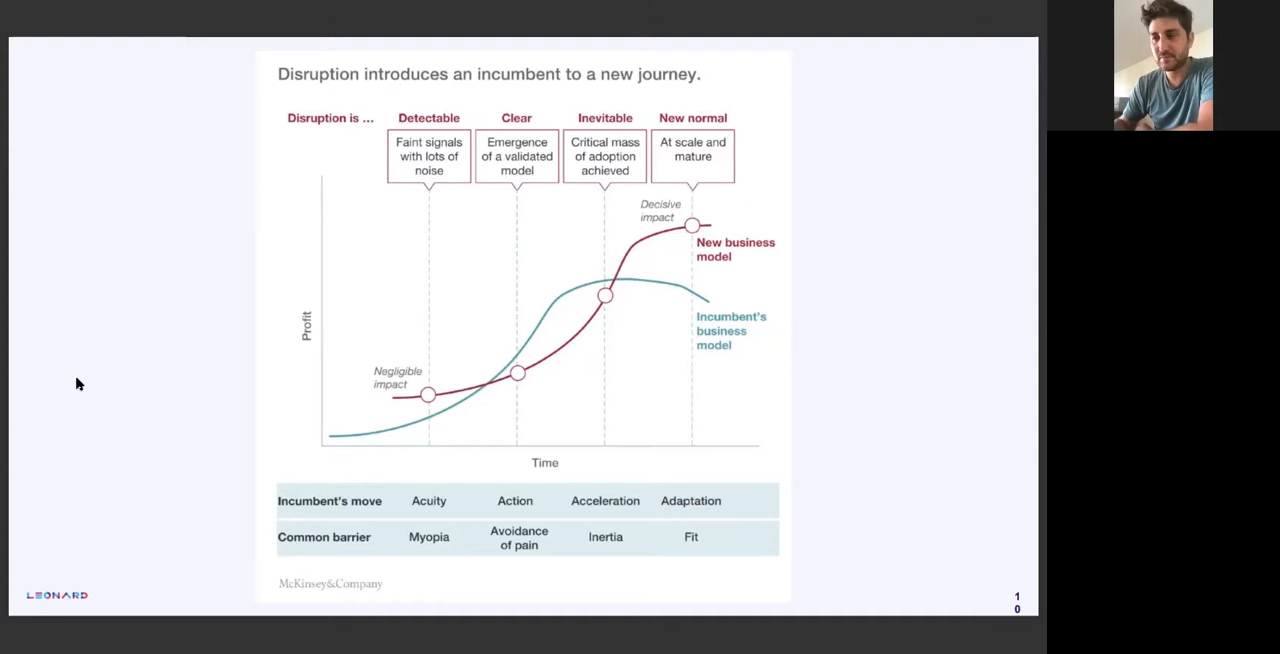 Disruption introduces an incumbent to a new journey.
Disruption is ...
Detectable
Clear
Inevitable
New normal
Faint signals
with lots of
noise
Emergence
of a validated
model
Critical mass
of adoption
achieved
At scale and
mature
Decisive
impact
New business
model
Incumbent's
business
model
Profit
Negligible
impact
Time
Incumbent's move
Acuity
Action
Acceleration
Adaptation
Common barrier
Myopia
Avoidance
of pain
Inertia
Fit
McKinsey&Company
LEONARD
1
0